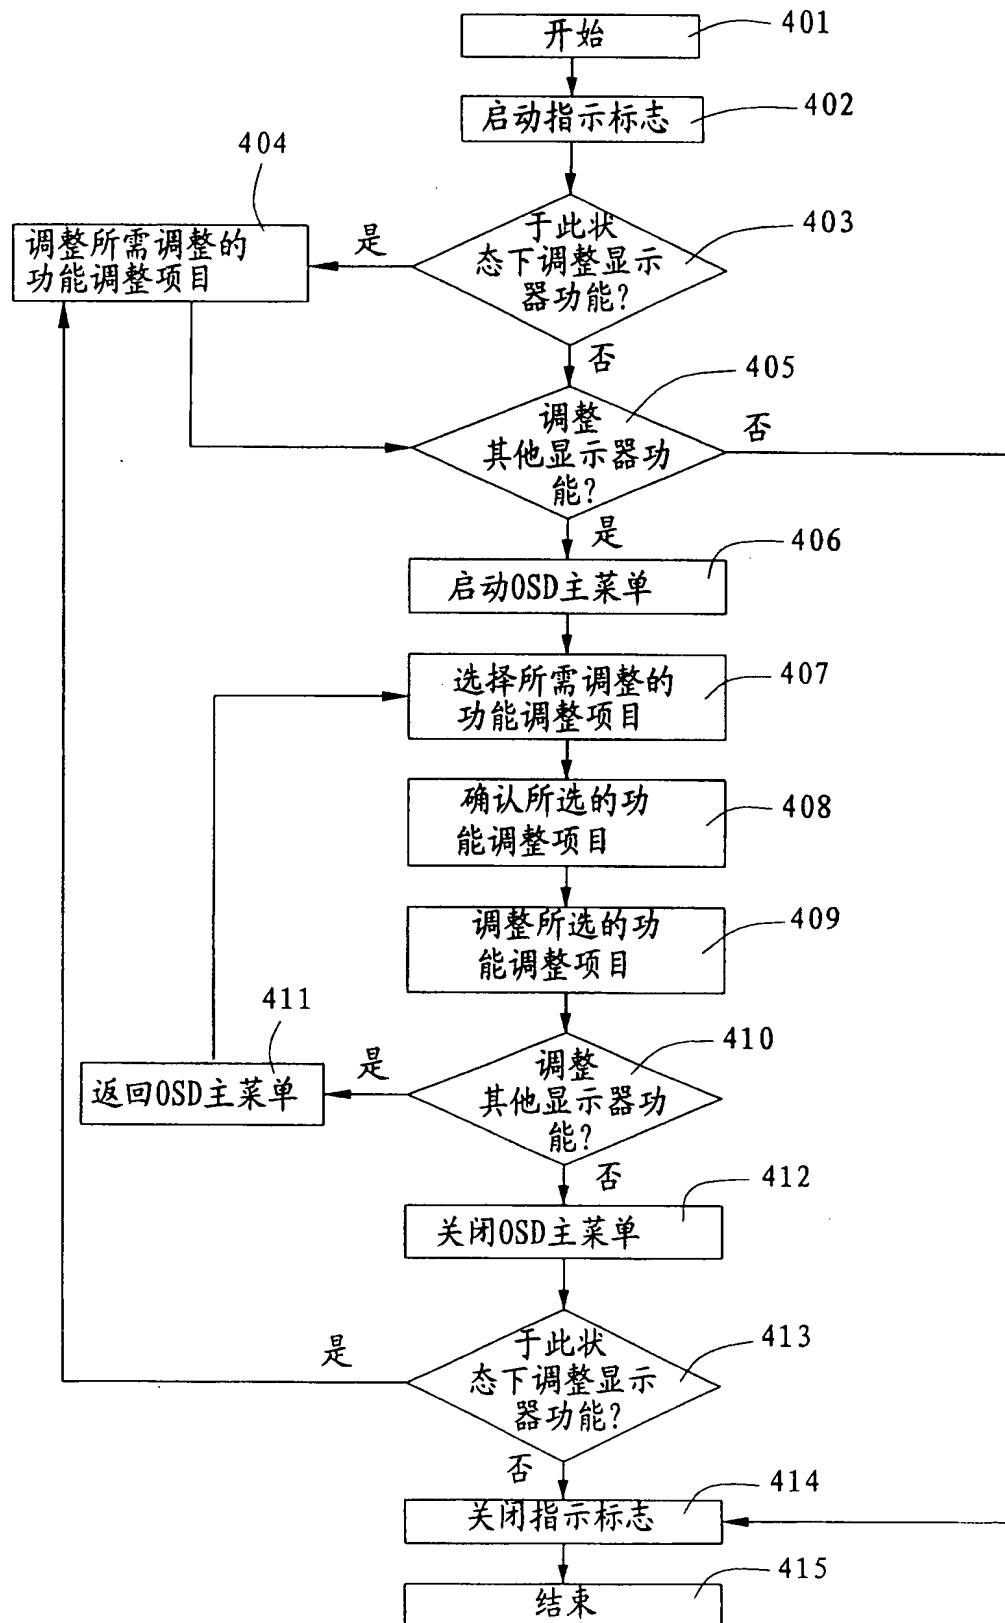 开始
401
启动指示标志
402
404
于此状
态下调整显示
器功能?
403
是
调整所需调整的
功能调整项目
否
405
调整
其他显示器功
能?
否
是
406
启动OSD主菜单
选择所需调整的
功能调整项目
407
确认所选的功
能调整项目
408
调整所选的功
能调整项目
409
411
410
调整
其他显示器功
能?
是
返回OSD主菜单
否
412
关闭OSD主菜单
于此状
态下调整显示
器功能?
413
是
否
414
关闭指示标志
415
结束